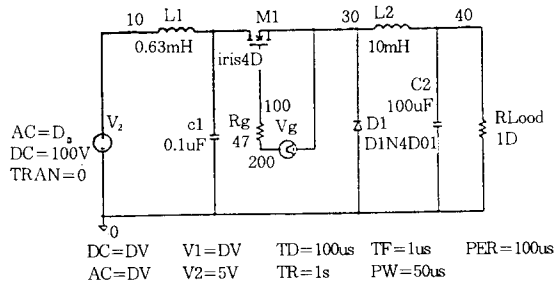 10 L1 M1 30 L2 40
0.63mH iris4D 10mH
C2
V₂ 100 100uF
c1 Rg Vg D1 RLood
AC=Dₐ 0.1uF 47 D1N4D01 1D
DC=100V 200
TRAN=0
0
DC=DV V1=DV TD=100us TF=1us PER=100us
AC=DV V2=5V TR=1s PW=50us